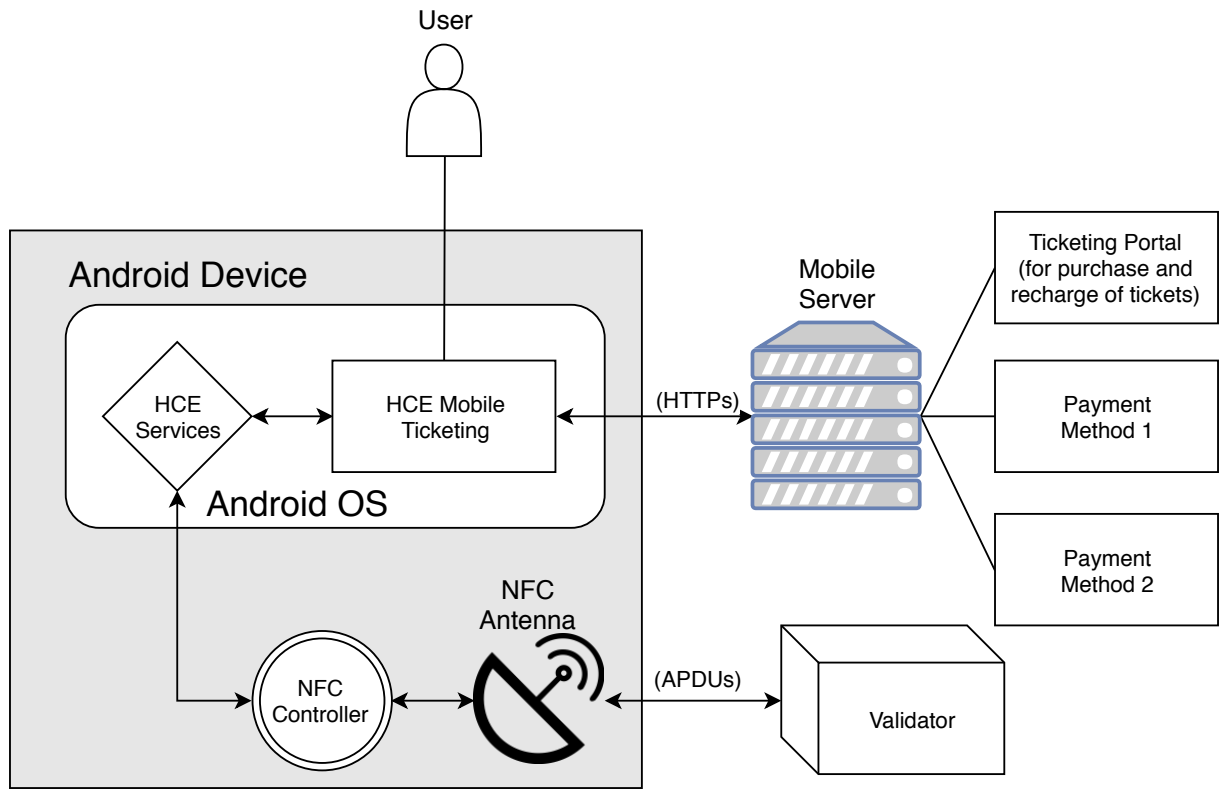 User
Android Device
HCE
Services
HCE Mobile
Ticketing
Android OS
(HTTPs)
Mobile
Server
Ticketing Portal
(for purchase and
recharge of tickets)
Payment
Method 1
Payment
Method 2
NFC
Controller
NFC
Antenna
(APDUs)
Validator